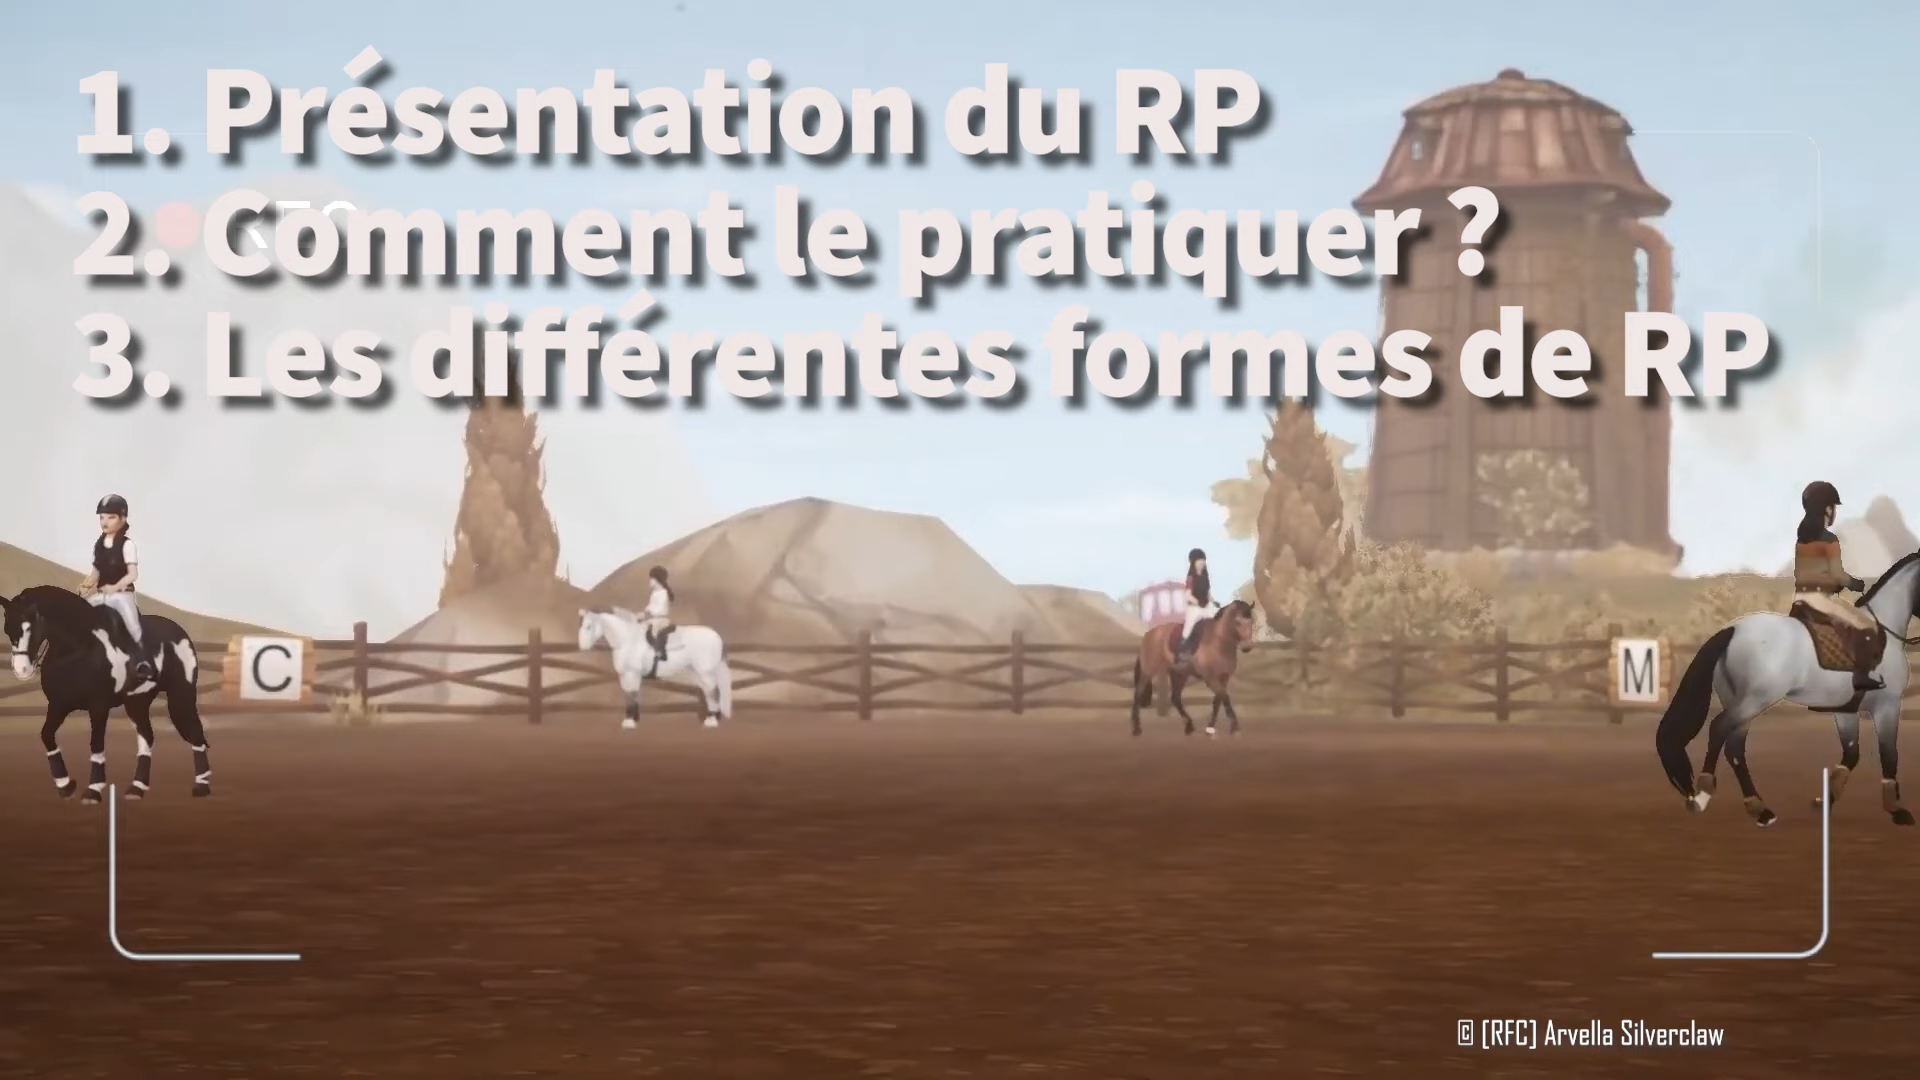 1. Présentation du RP
2. Comment le pratiquer ?
3. Les différentes formes de RP
C
M
© [RFC] Arvella Silverclaw